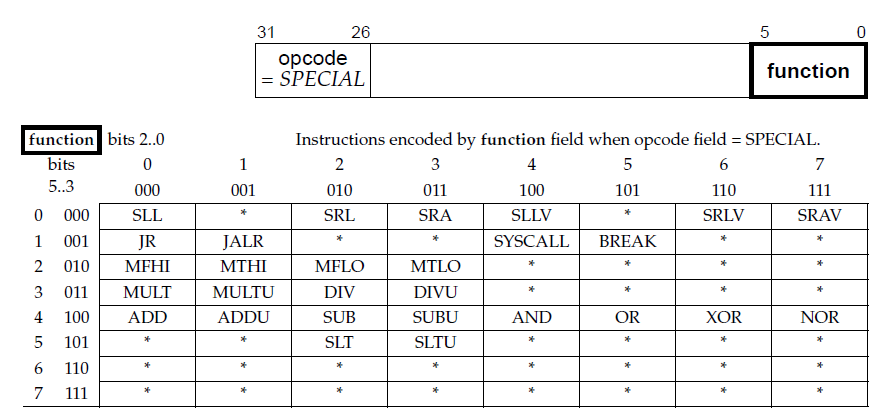 31 26 5 0
opcode
= SPECIAL
function
function bits 2..0 Instructions encoded by function field when opcode field = SPECIAL.
bits 0 1 2 3 4 5 6 7
5..3 000 001 010 011 100 101 110 111
0 000 SLL * SRL SRA SLLV * SRLV SRAV
1 001 JR JALR * * SYSCALL BREAK * *
2 010 MFHI MTHI MFLO MTLO * * * *
3 011 MULT MULTU DIV DIVU * * * *
4 100 ADD ADDU SUB SUBU AND OR XOR NOR
5 101 * * SLT SLTU * * * *
6 110 * * * * * * * *
7 111 * * * * * * * *